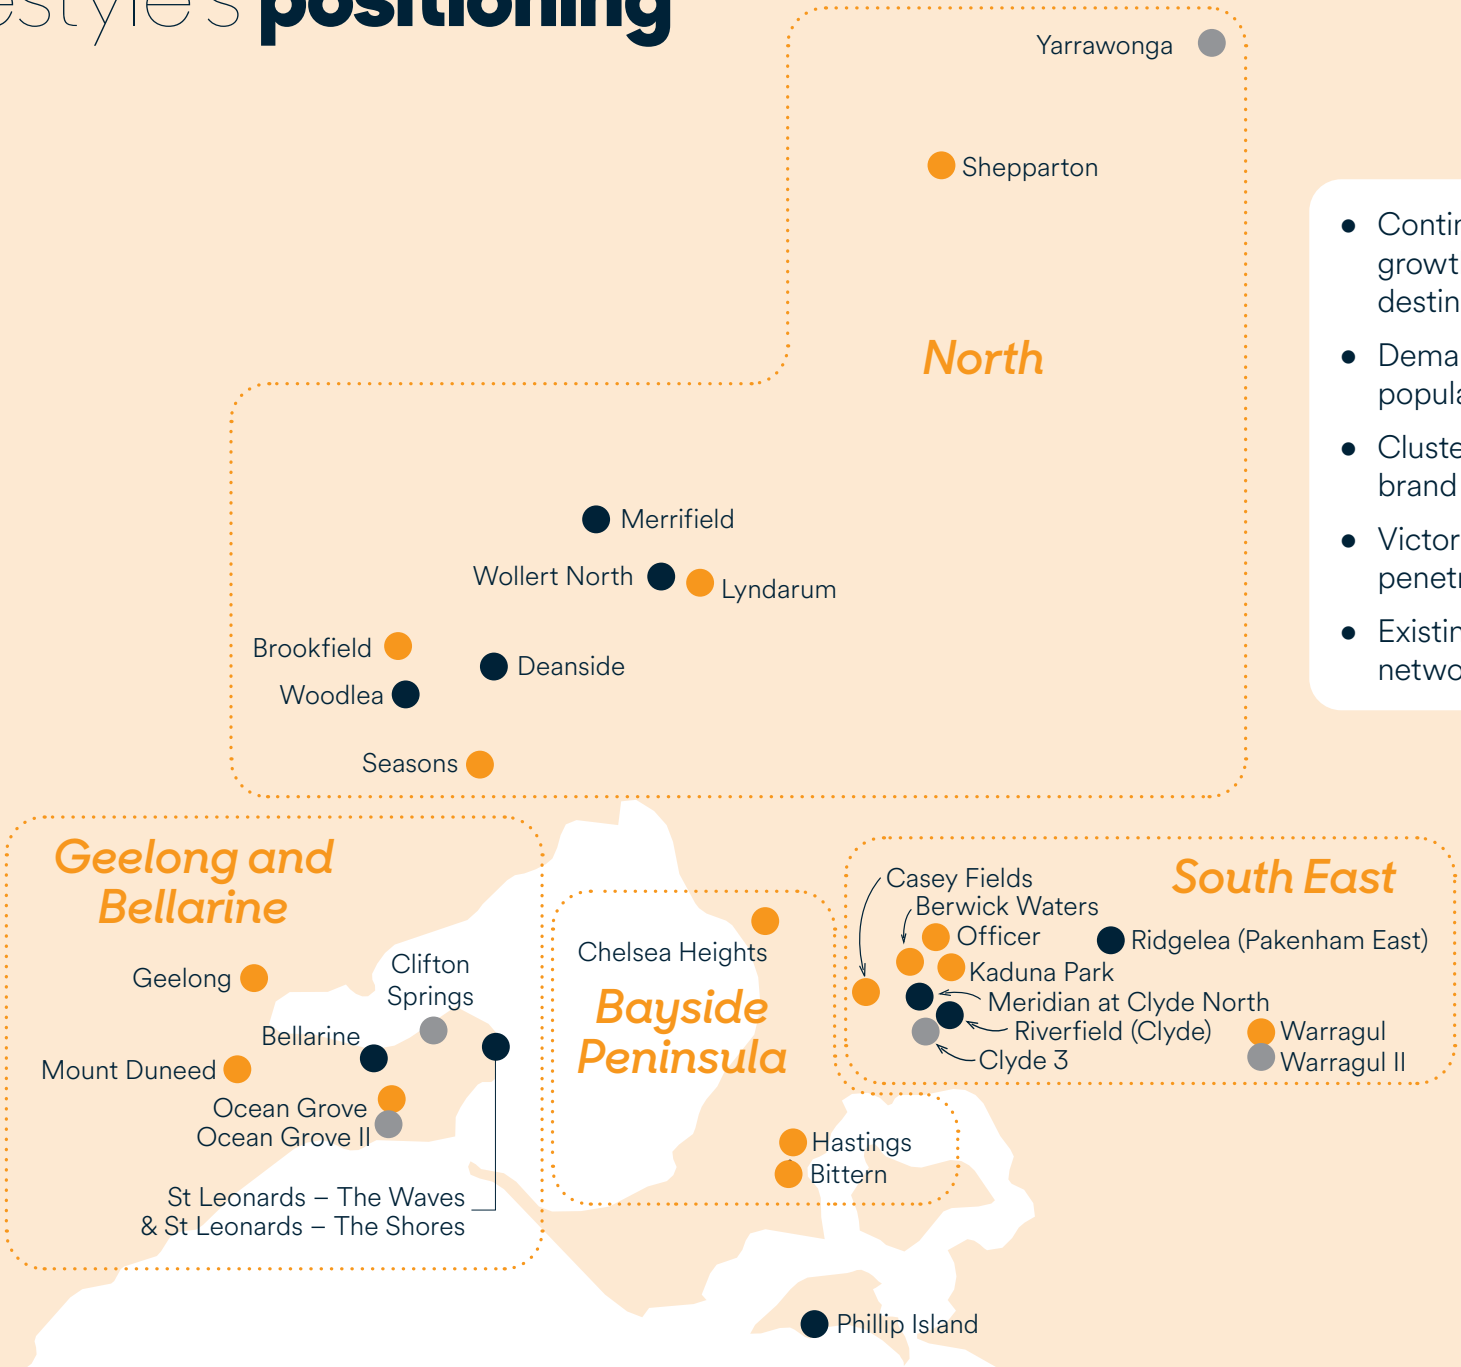 positioning
Yarrawonga
Shepparton
North
destin
brand
Merrifield
Wollert North
Lyndarum
Brookfield
Deanside
Woodlea
Seasons
Geelong and
Bellarine
South East
Casey Fields
Berwick Waters
Officer
Ridgelea (Pakenham East)
Kaduna Park
Meridian at Clyde North
Riverfield (Clyde)
Clyde 3
Warragul
Warragul II
Chelsea Heights
Bayside
Peninsula
Geelong
Clifton
Springs
Bellarine
Mount Duneed
Ocean Grove
Ocean Grove II
St Leonards – The Waves
& St Leonards – The Shores
Hastings
Bittern
Phillip Island